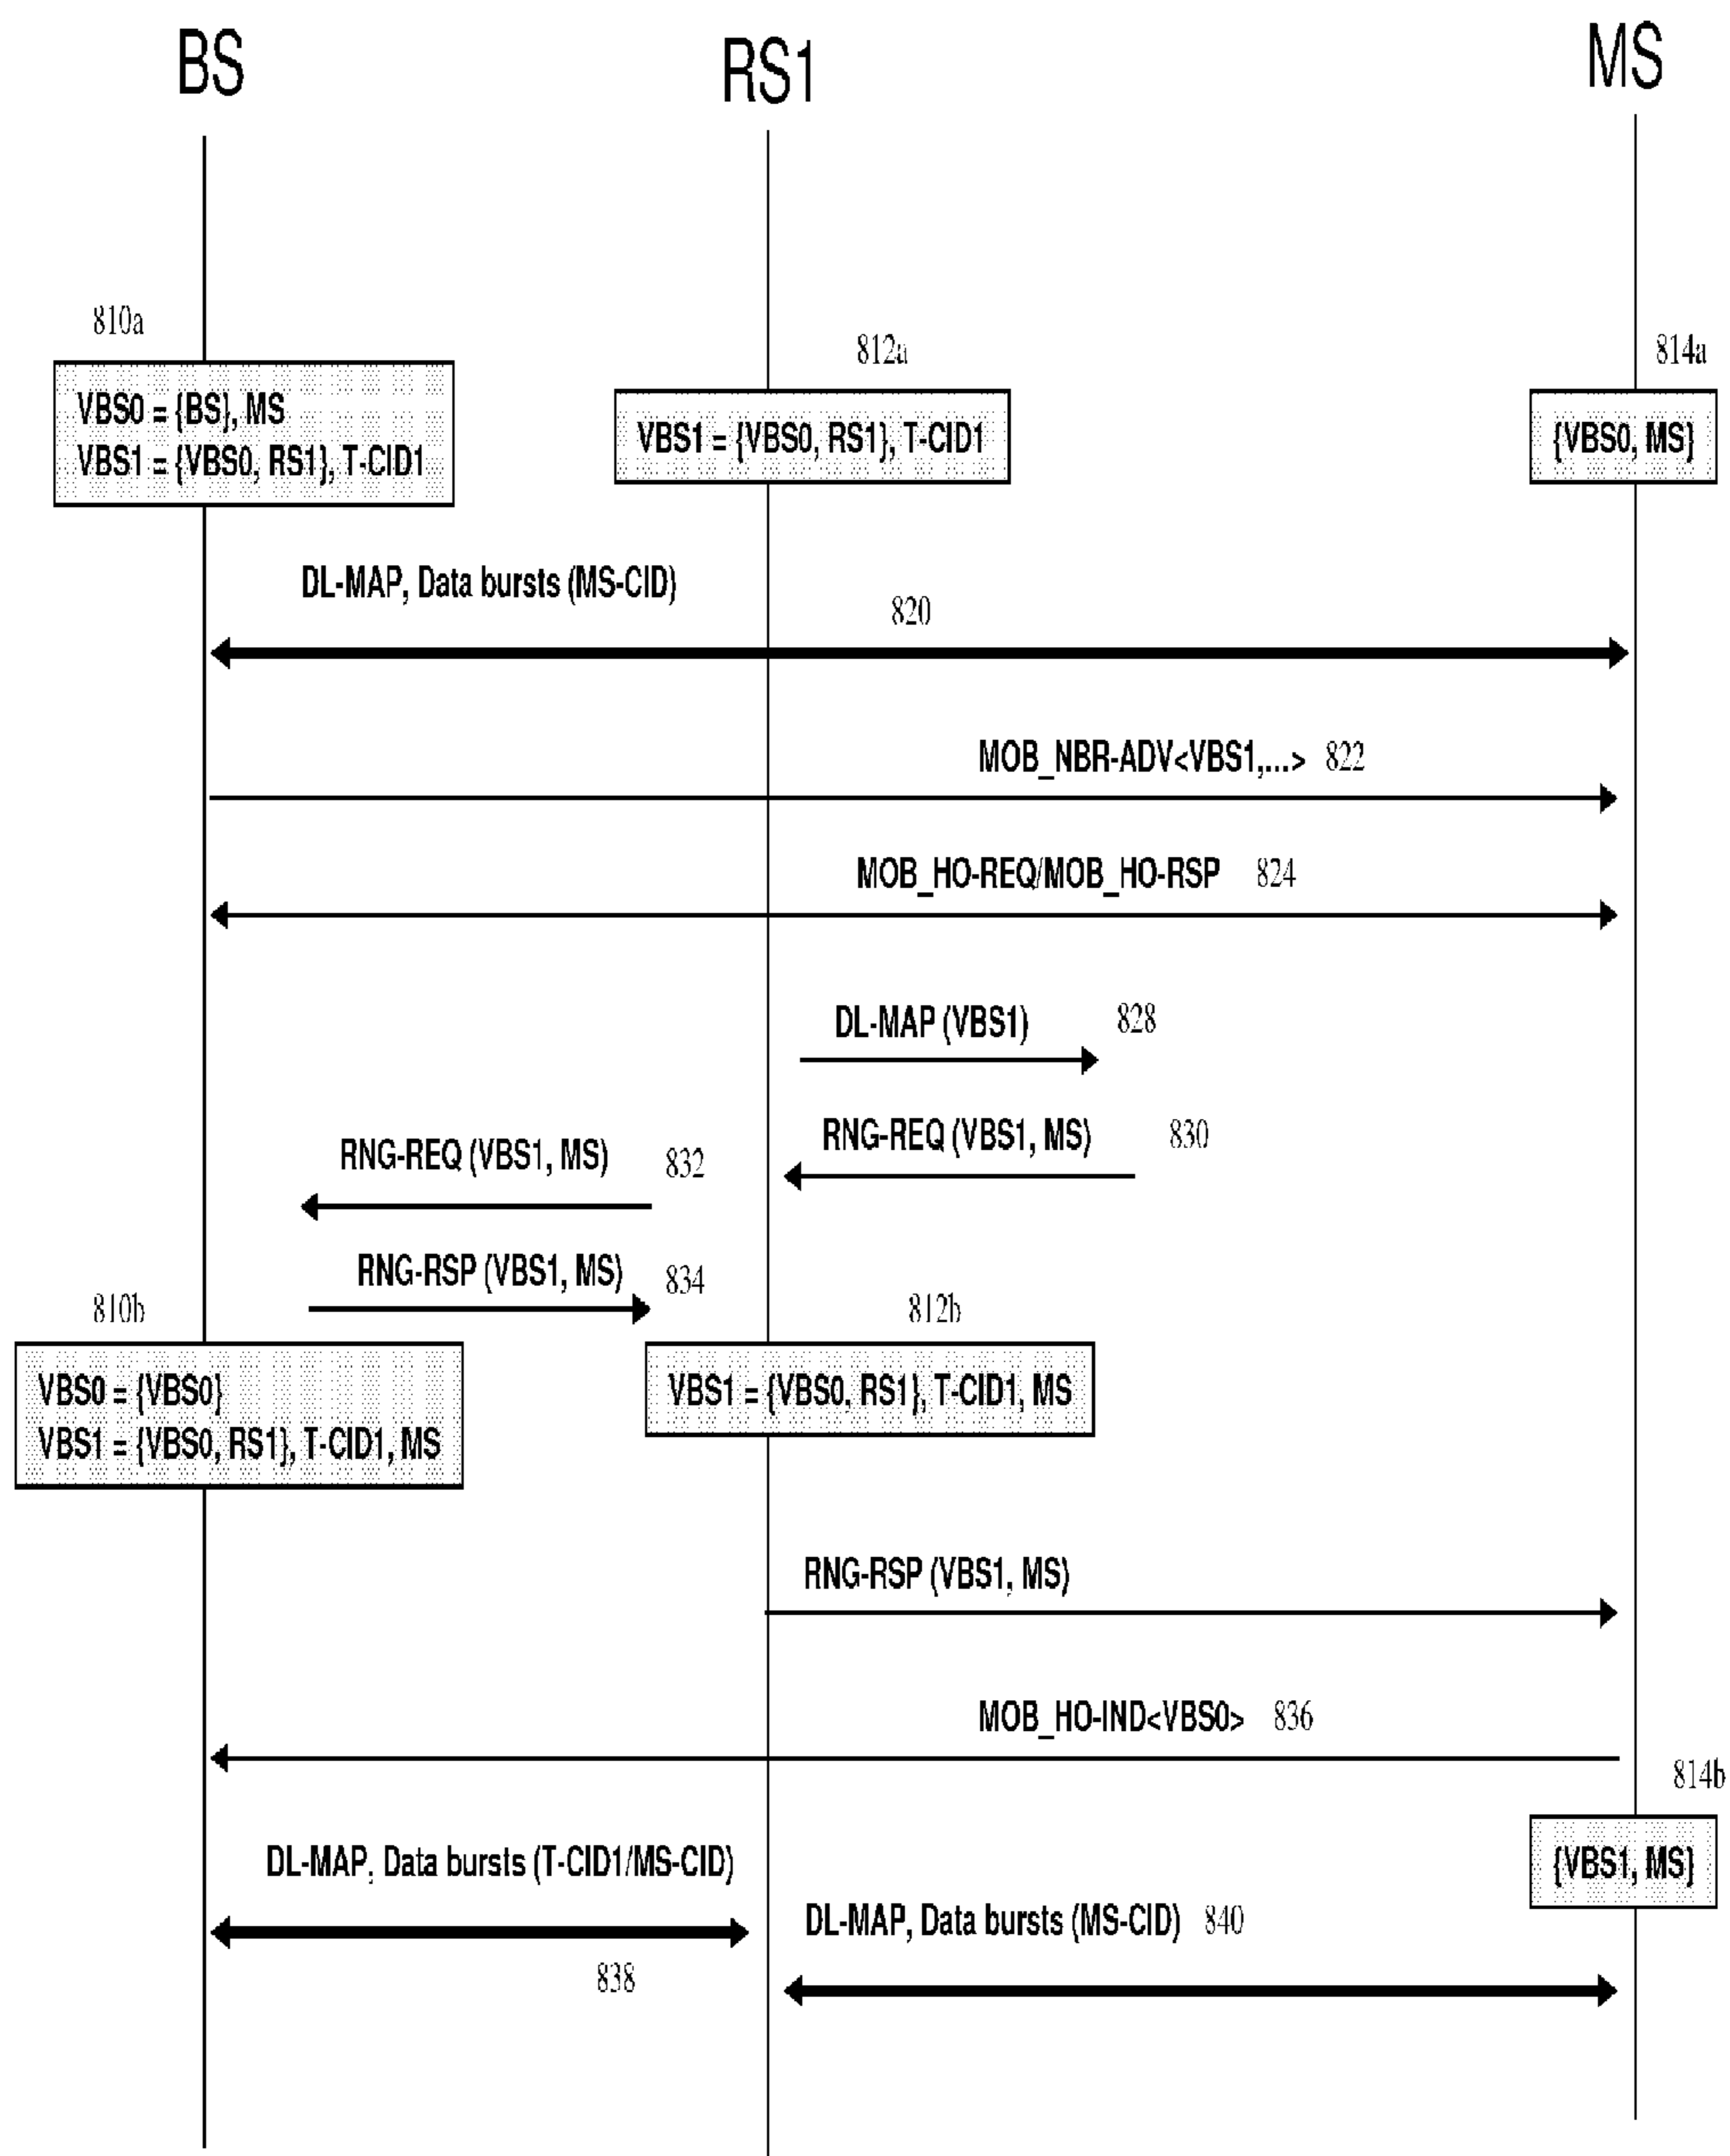 BS
RS1
MS
810a
812a
814a
VBS0 = {BS}, MS
VBS1 = {VBS0, RS1}, T-CID1
VBS1 = {VBS0, RS1}, T-CID1
{VBS0, MS}
DL-MAP, Data bursts (MS-CID)
820
MOB_NBR-ADV<VBS1,...> 822
MOB_HO-REQ/MOB_HO-RSP 824
DL-MAP (VBS1) 828
RNG-REQ (VBS1, MS) 830
RNG-REQ (VBS1, MS) 832
RNG-RSP (VBS1, MS) 834
810b
812b
VBS0 = {VBS0}
VBS1 = {VBS0, RS1}, T-CID1, MS
VBS1 = {VBS0, RS1}, T-CID1, MS
RNG-RSP (VBS1, MS)
MOB_HO-IND<VBS0> 836
814b
{VBS1, MS}
DL-MAP, Data bursts (T-CID1/MS-CID)
838
DL-MAP, Data bursts (MS-CID) 840